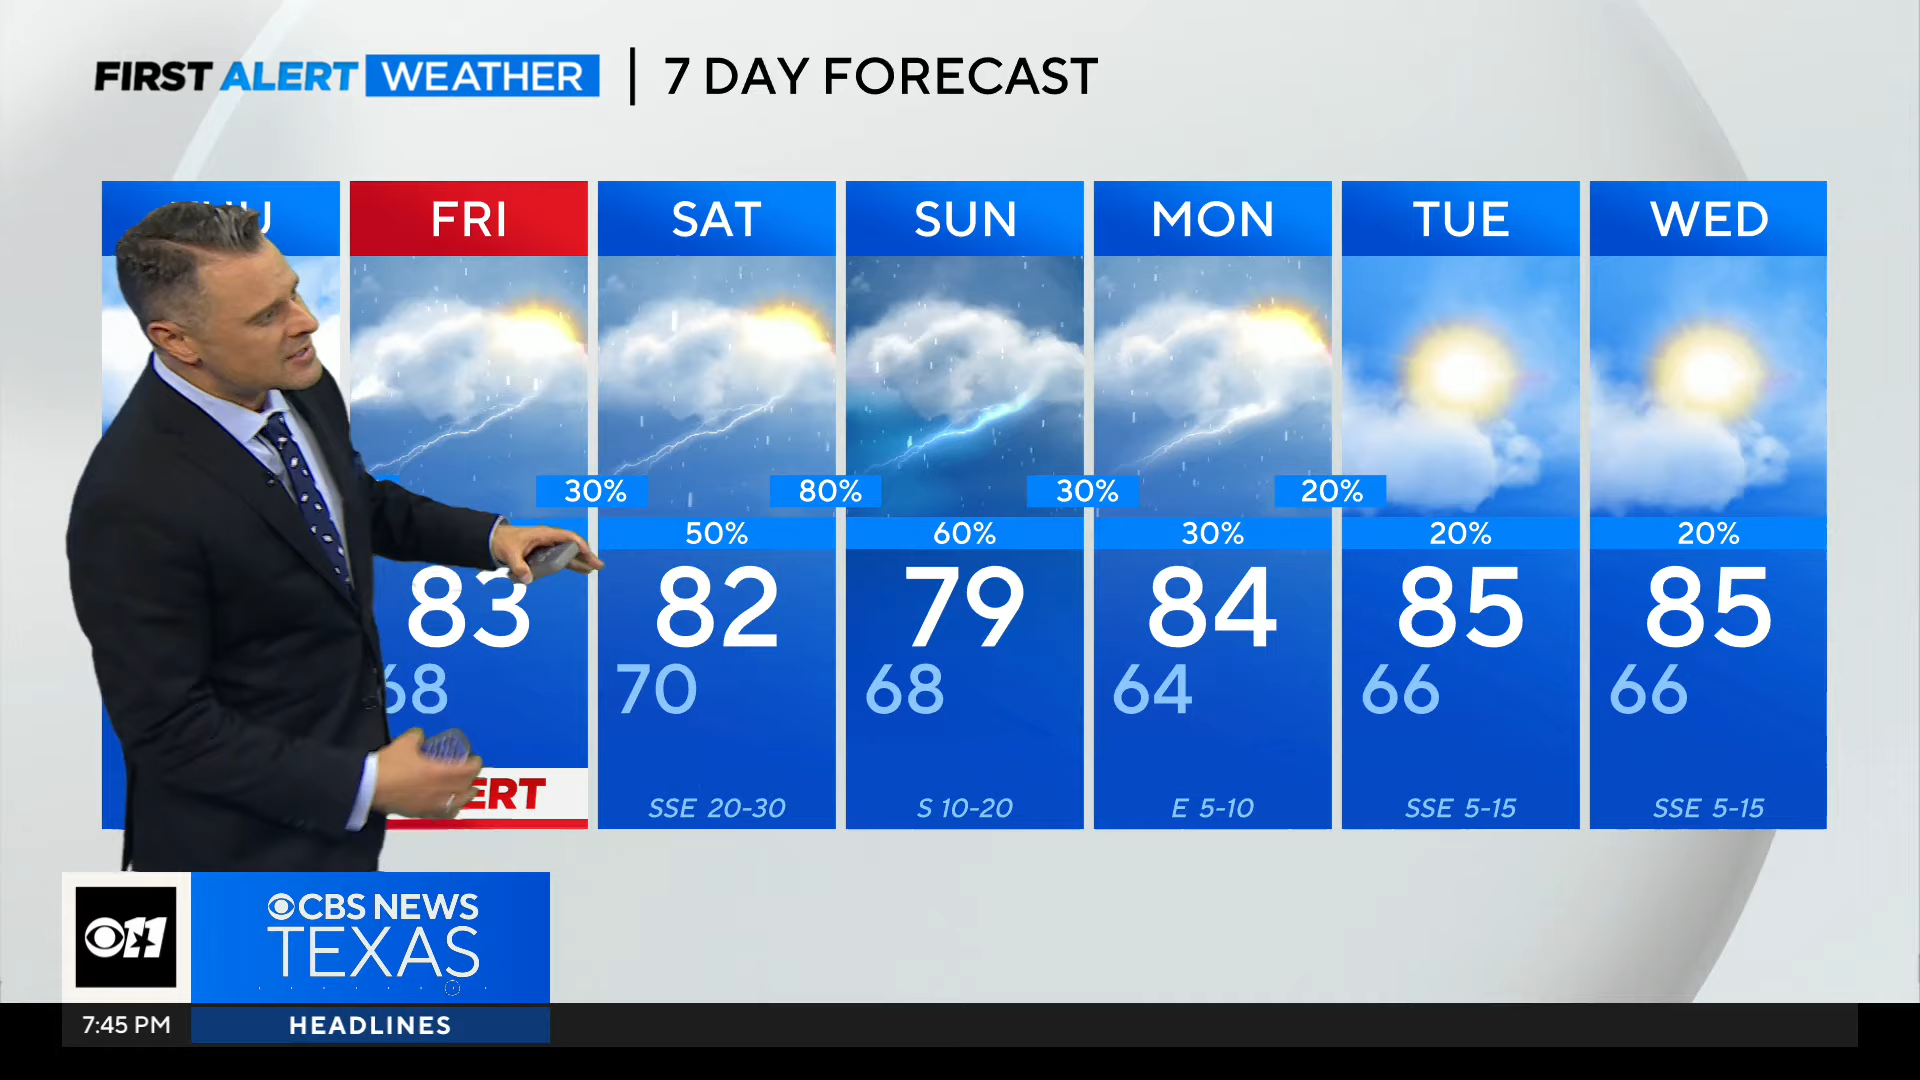 FIRST ALERT WEATHER | 7 DAY FORECAST
FRI SAT SUN MON TUE WED
30% 80% 30% 20%
50% 60% 30% 20% 20%
83 82 79 84 85 85
68 70 68 64 66 66
SSE 20-30 S 10-20 E 5-10 SSE 5-15 SSE 5-15
11
CBS NEWS
TEXAS
7:45 PM HEADLINES